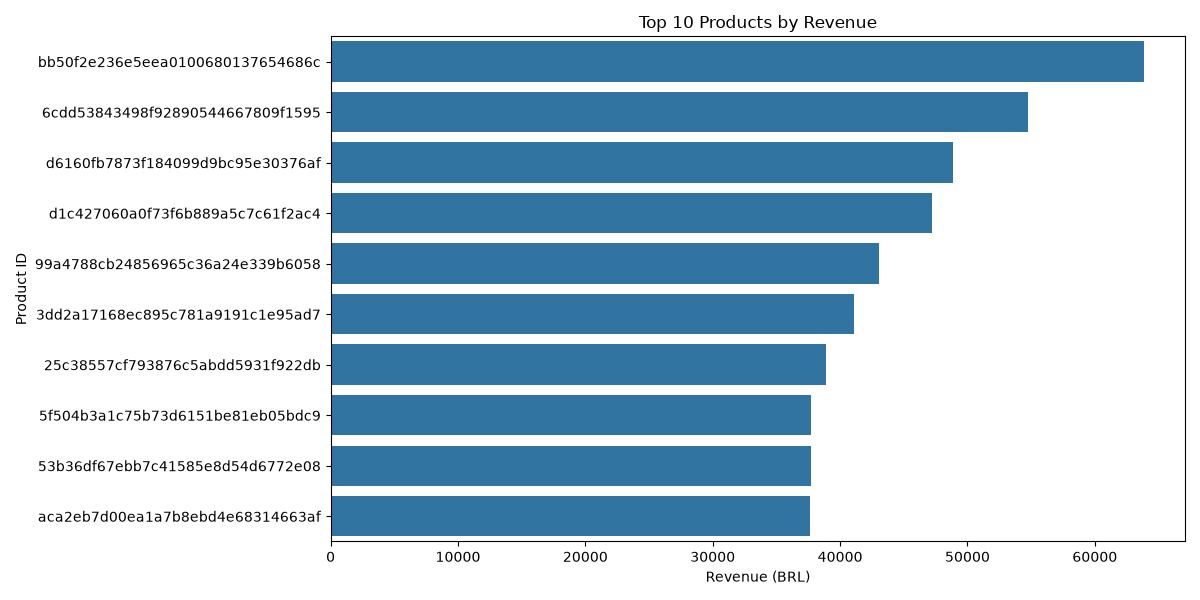 Top 10 Products by Revenue
Product ID
bb50f2e236e5eea0100680137654686c
6cdd53843498f92890544667809f1595
d6160fb7873f184099d9bc95e30376af
d1c427060a0f73f6b889a5c7c61f2ac4
99a4788cb24856965c36a24e339b6058
3dd2a17168ec895c781a9191c1e95ad7
25c38557cf793876c5abdd5931f922db
5f504b3a1c75b73d6151be81eb05bdc9
53b36df67ebb7c41585e8d54d6772e08
aca2eb7d00ea1a7b8ebd4e68314663af
0 10000 20000 30000 40000 50000 60000
Revenue (BRL)